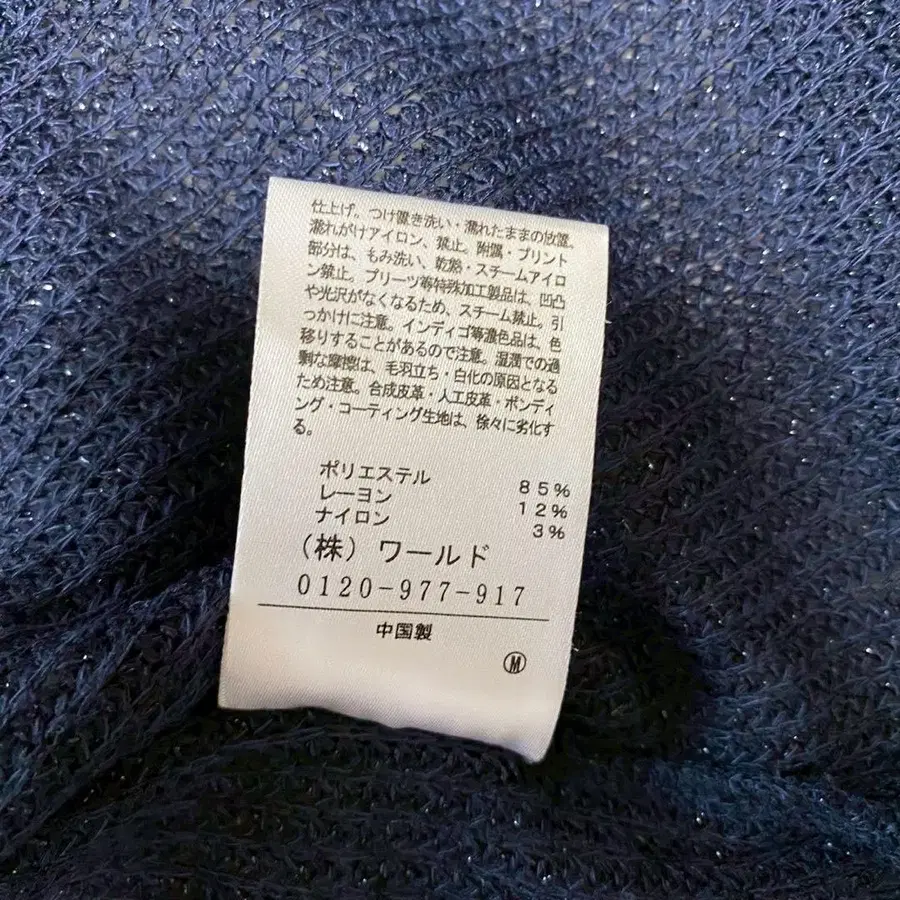 仕上げ。つけ置き洗い・濡れたままの放置。
濡れがけアイロン、禁止。附属・プリント
部分は、もみ洗い、乾熱・スチームアイロ
ン禁止。プリーツ等特殊加工製品は、凹凸
や光沢がなくなるため、スチーム禁止。引
っかけに注意。インディゴ等濃色品は、色
移りすることがあるので注意。湿潤での過
剰な摩擦は、毛羽立ち・白化の原因となる
ため注意。合成皮革・人工皮革・ボンディ
ング・コーティング生地は、徐々に劣化す
る。
ポリエステル 85%
レーヨン 12%
ナイロン 3%
(株) ワールド
0120-977-917
中国製
Ⓜ